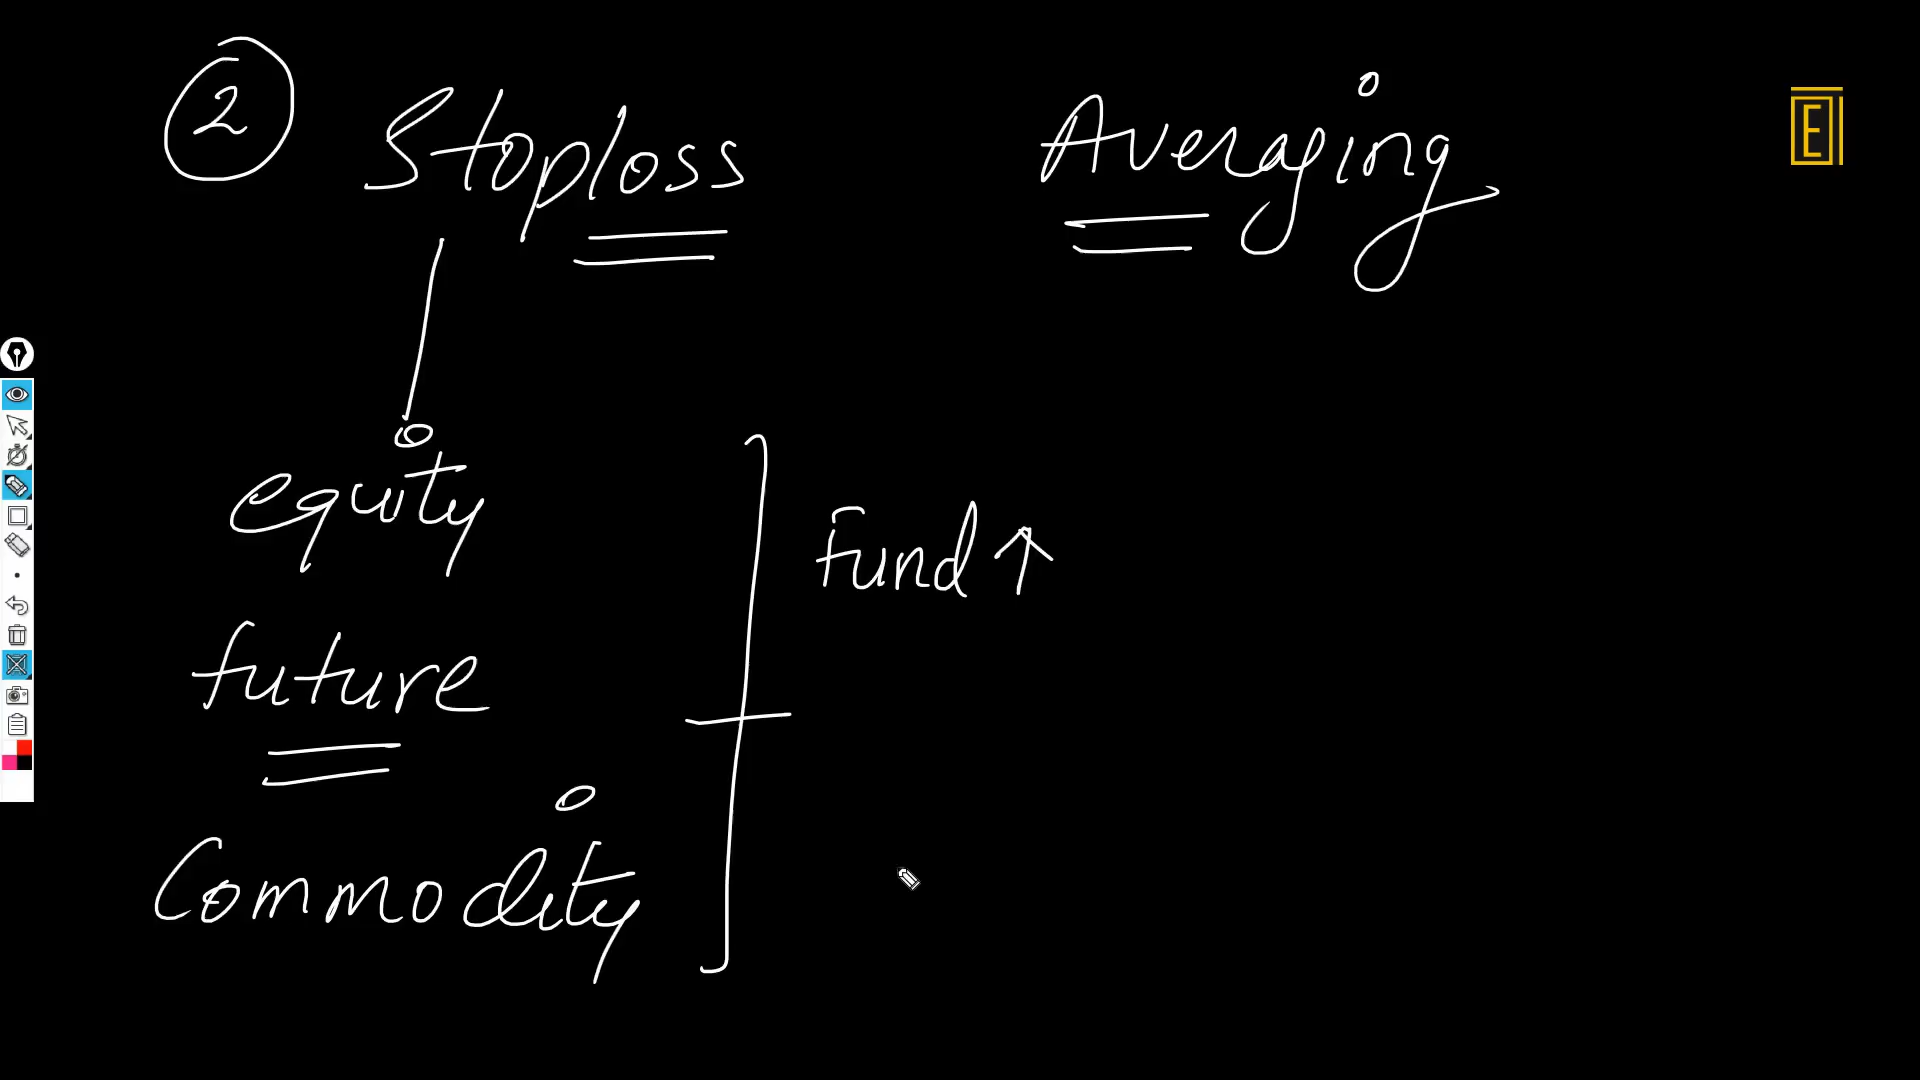 2 Stoploss Averaging
E
equity
Fund ↑
future
Commodity